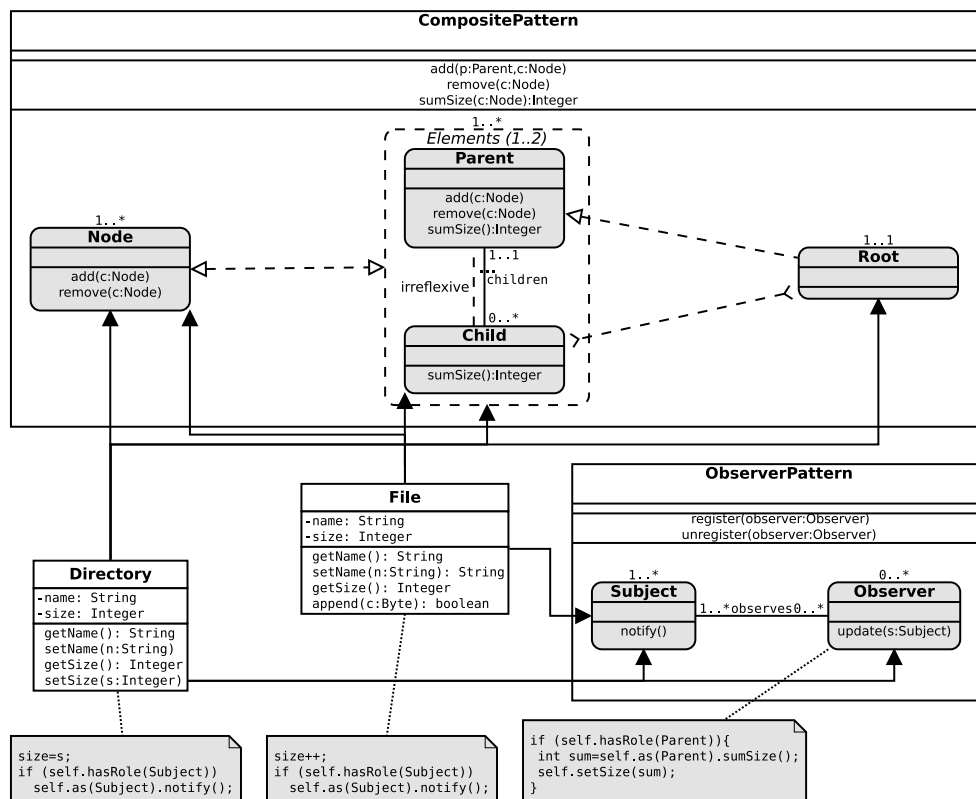 CompositePattern
add(p:Parent,c:Node)
remove(c:Node)
sumSize(c:Node):Integer
1..*
Elements (1..2)
Parent
add(c:Node)
remove(c:Node)
sumSize():Integer
1..*
Node
add(c:Node)
remove(c:Node)
1..1
Root
1..1
children
irreflexive
0..*
Child
sumSize():Integer
File
-name: String
-size: Integer
getName(): String
setName(n:String): String
getSize(): Integer
append(c:Byte): boolean
Directory
-name: String
-size: Integer
getName(): String
setName(n:String)
getSize(): Integer
setSize(s:Integer)
ObserverPattern
register(observer:Observer)
unregister(observer:Observer)
1..*
Subject
notify()
1..*observes0..*
0..*
Observer
update(s:Subject)
size=s;
if (self.hasRole(Subject))
self.as(Subject).notify();
size++;
if (self.hasRole(Subject))
self.as(Subject).notify();
if (self.hasRole(Parent)){
int sum=self.as(Parent).sumSize();
self.setSize(sum);
}